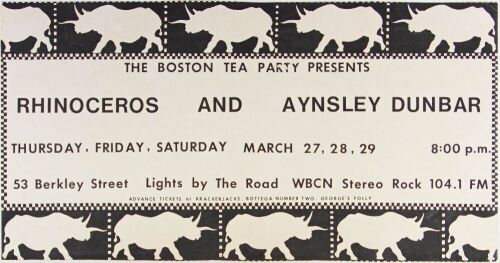 THE BOSTON TEA PARTY PRESENTS
RHINOCEROS AND AYNSLEY DUNBAR
THURSDAY, FRIDAY, SATURDAY MARCH 27, 28, 29 8:00 p.m.
53 Berkley Street Lights by The Road WBCN Stereo Rock 104.1 FM
ADVANCE TICKETS at KRACKERJACKS, BOTTEGA NUMBER TWO, GEORGE'S FOLLY